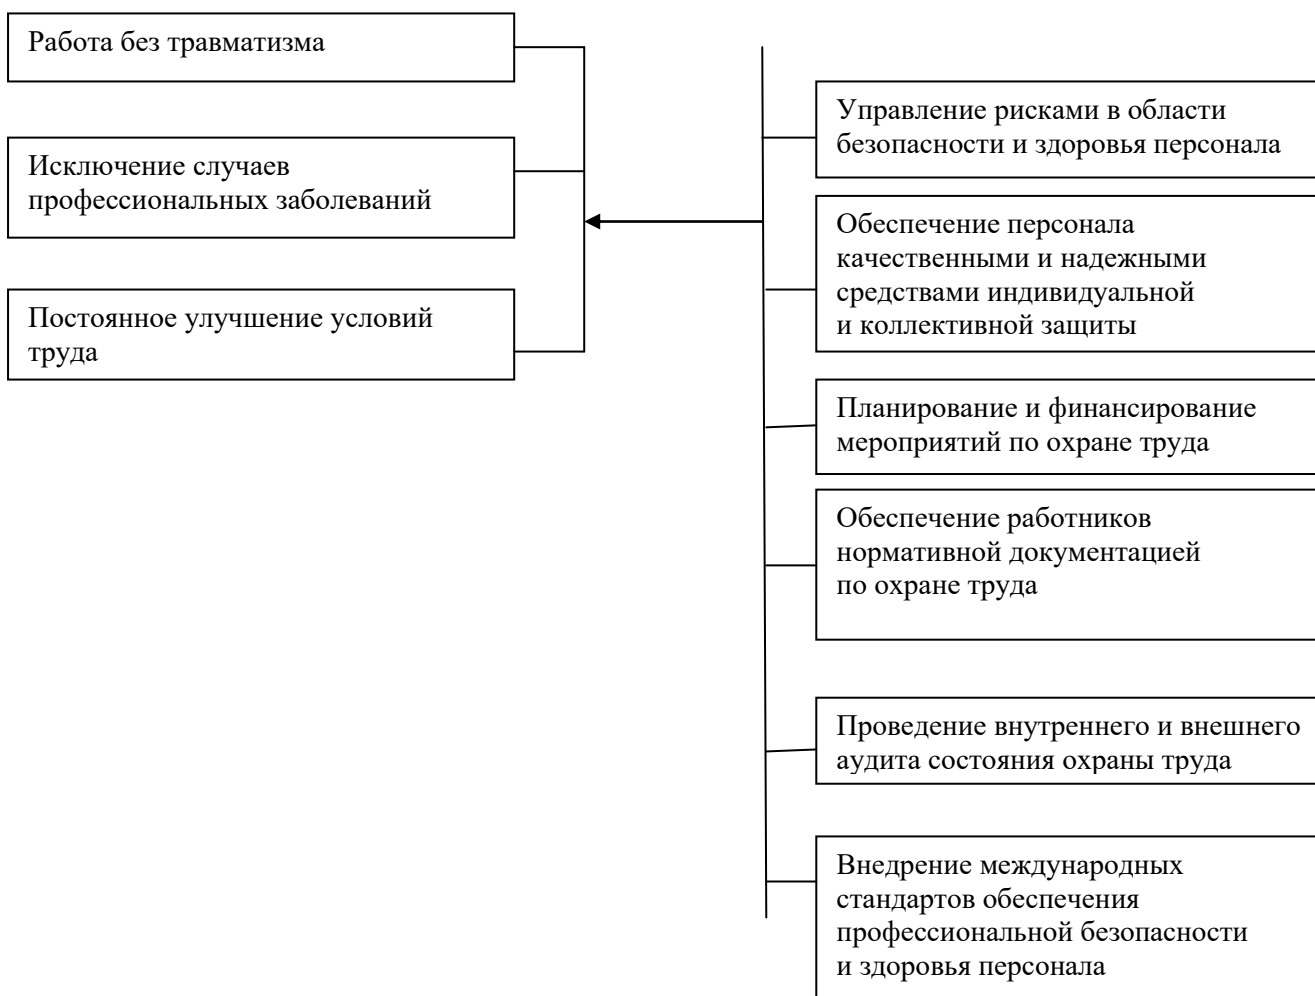 Работа без травматизма
Исключение случаев
профессиональных заболеваний
Постоянное улучшение условий
труда
Управление рисками в области
безопасности и здоровья персонала
Обеспечение персонала
качественными и надежными
средствами индивидуальной
и коллективной защиты
Планирование и финансирование
мероприятий по охране труда
Обеспечение работников
нормативной документацией
по охране труда
Проведение внутреннего и внешнего
аудита состояния охраны труда
Внедрение международных
стандартов обеспечения
профессиональной безопасности
и здоровья персонала